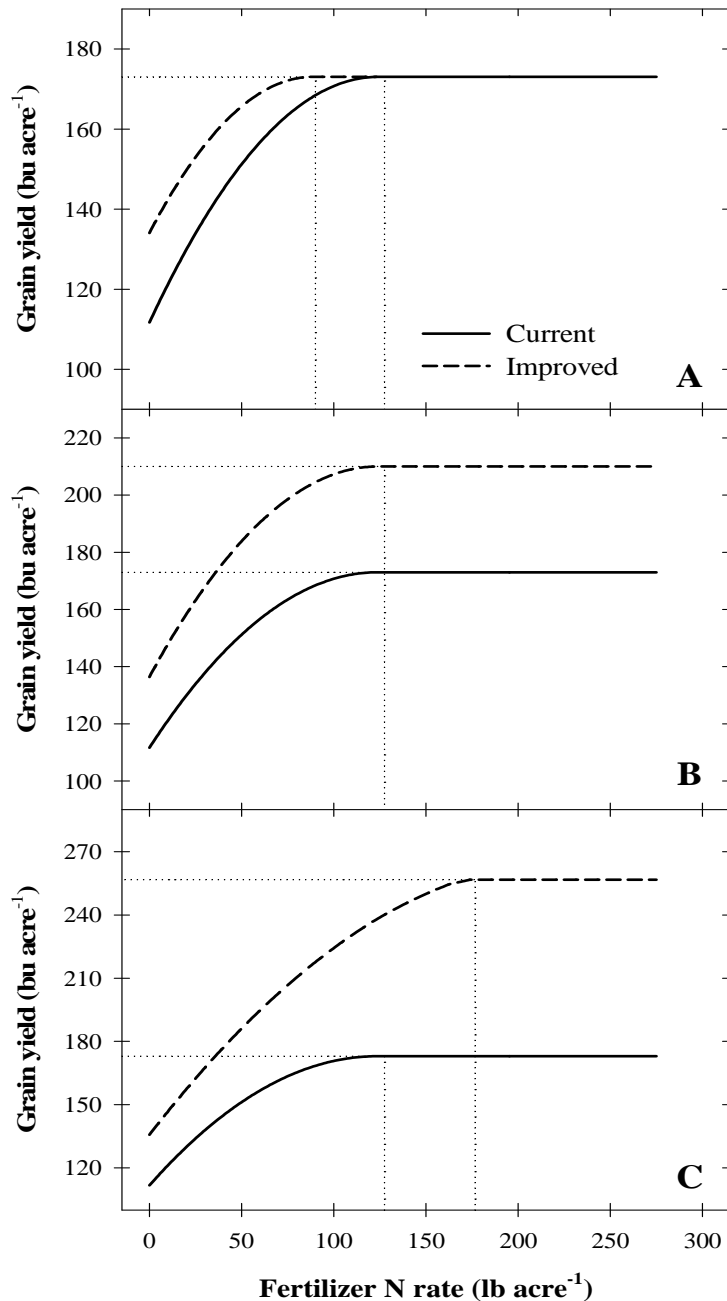 180
160
140
120
100
Grain yield (bu acre⁻¹)
Current
Improved
A
220
200
180
160
140
120
100
Grain yield (bu acre⁻¹)
B
270
240
210
180
150
120
Grain yield (bu acre⁻¹)
C
0 50 100 150 200 250 300
Fertilizer N rate (lb acre⁻¹)